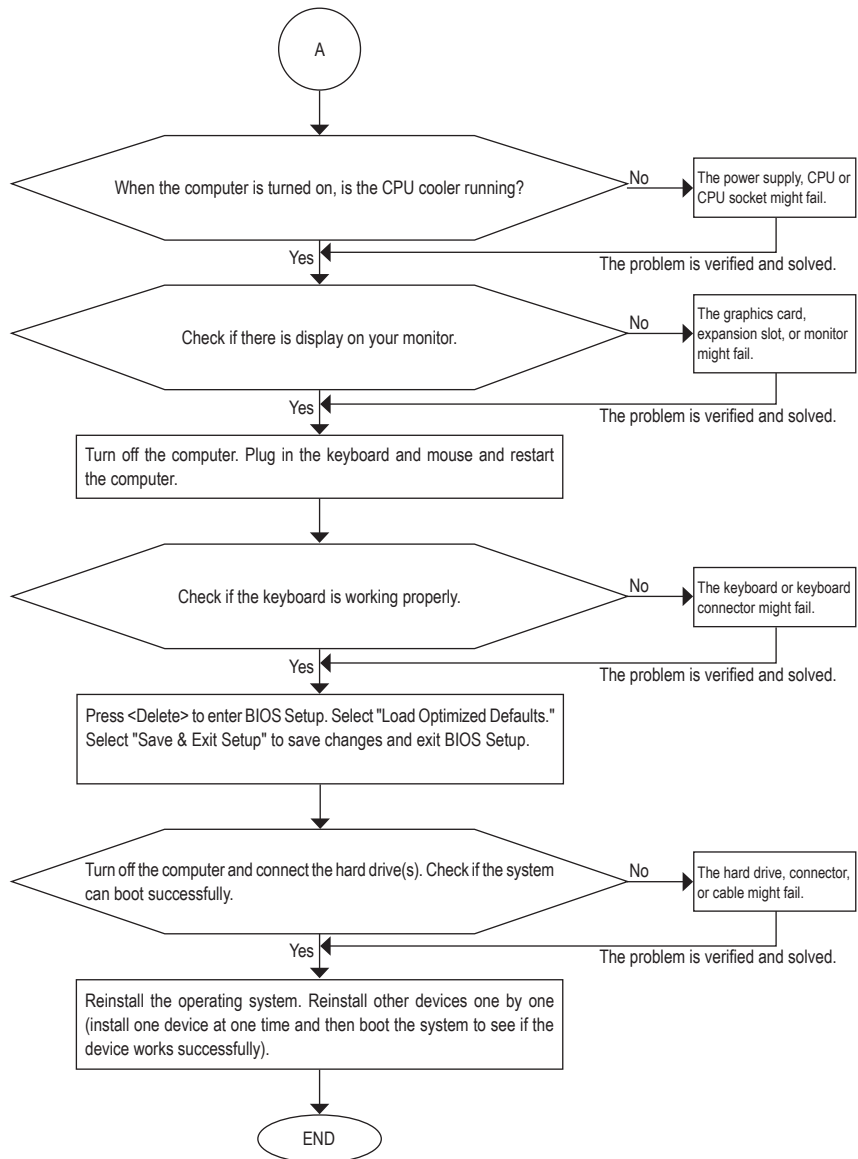 A
When the computer is turned on, is the CPU cooler running?
No
The power supply, CPU or
CPU socket might fail.
Yes
The problem is verified and solved.
Check if there is display on your monitor.
No
The graphics card,
expansion slot, or monitor
might fail.
Yes
The problem is verified and solved.
Turn off the computer. Plug in the keyboard and mouse and restart
the computer.
Check if the keyboard is working properly.
No
The keyboard or keyboard
connector might fail.
Yes
The problem is verified and solved.
Press <Delete> to enter BIOS Setup. Select "Load Optimized Defaults."
Select "Save & Exit Setup" to save changes and exit BIOS Setup.
Turn off the computer and connect the hard drive(s). Check if the system
can boot successfully.
No
The hard drive, connector,
or cable might fail.
Yes
The problem is verified and solved.
Reinstall the operating system. Reinstall other devices one by one
(install one device at one time and then boot the system to see if the
device works successfully).
END